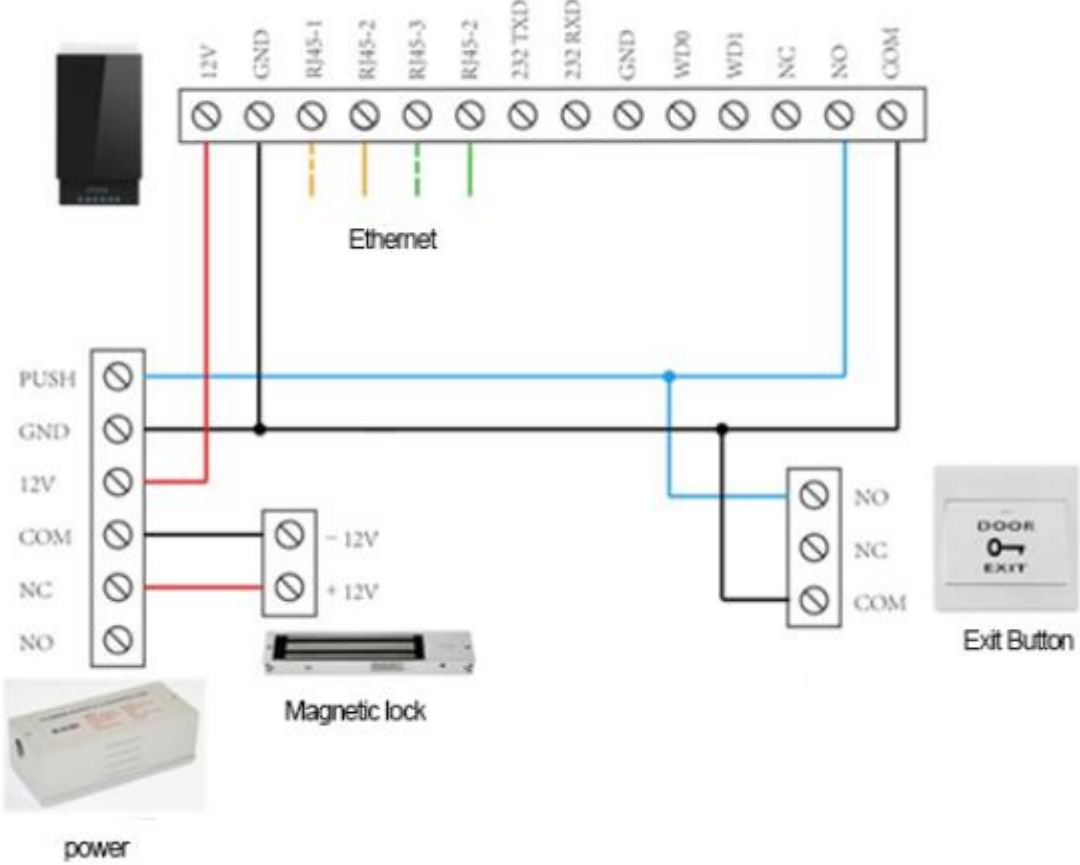 12V
GND
RJ45-1
RJ45-2
RJ45-3
RJ45-2
232 TXD
232 RXD
GND
WD0
WD1
NC
NO
COM
Ethernet
PUSH
GND
12V
COM
NC
NO
- 12V
+ 12V
NO
NC
COM
DOOR
EXIT
Exit Button
Magnetic lock
power